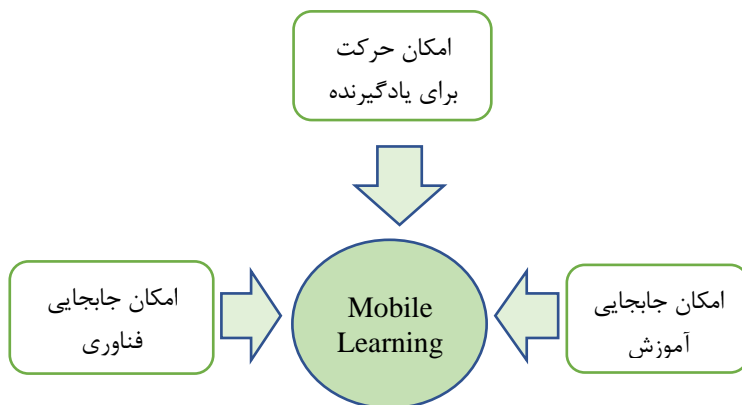 امکان حرکت
برای یادگیرنده
امکان جابجایی
آموزش
Mobile
Learning
امکان جابجایی
فناوری